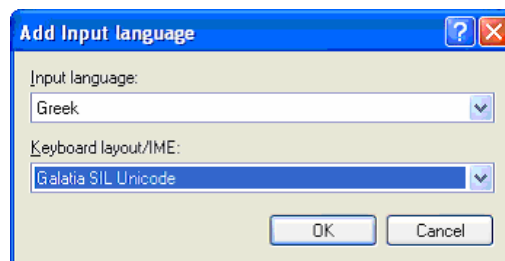 Add Input language
Input language:
Greek
Keyboard layout/IME:
Galatia SIL Unicode
OK Cancel